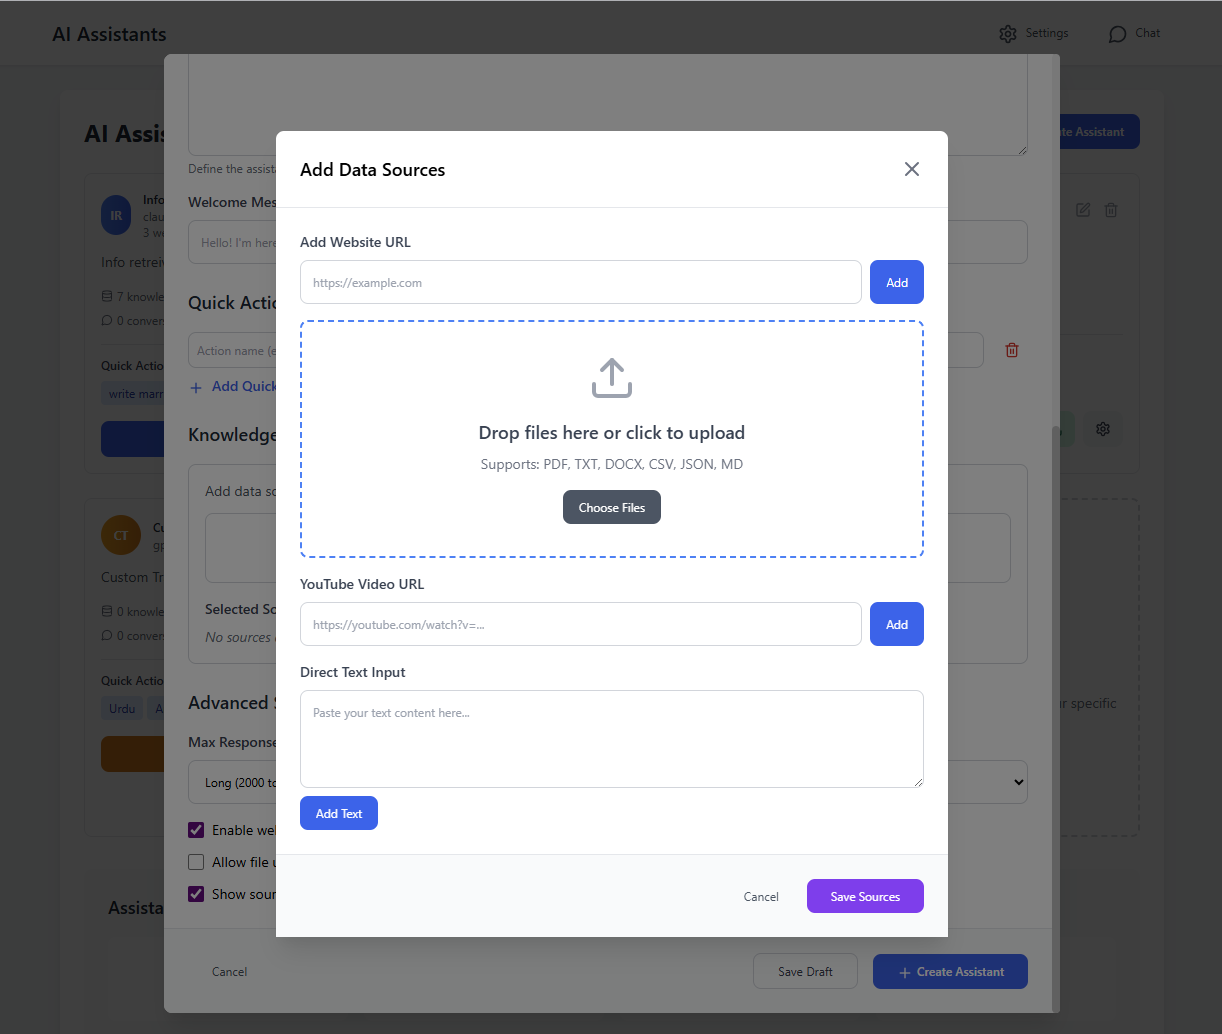 AI Assistants
Settings
Chat
AI Assis
te Assistant
Define the assist
Welcome Mes
Hello! I'm here
IR
Info
clau
3 we
Info retreiv
7 knowle
0 conver
Quick Actio
write marr
Quick Actio
Action name (e
Add Quick
Knowledge
Add data so
Selected So
No sources
CT
Cu
gp
Custom Tr
0 knowle
0 conver
Quick Actio
Urdu
A
r specific
Advanced S
Max Response
Long (2000 to
Enable wel
Allow file u
Show sour
Assista
Cancel
Save Draft
Create Assistant
Add Data Sources
Add Website URL
https://example.com
Add
Drop files here or click to upload
Supports: PDF, TXT, DOCX, CSV, JSON, MD
Choose Files
YouTube Video URL
https://youtube.com/watch?v=...
Add
Direct Text Input
Paste your text content here...
Add Text
Cancel
Save Sources